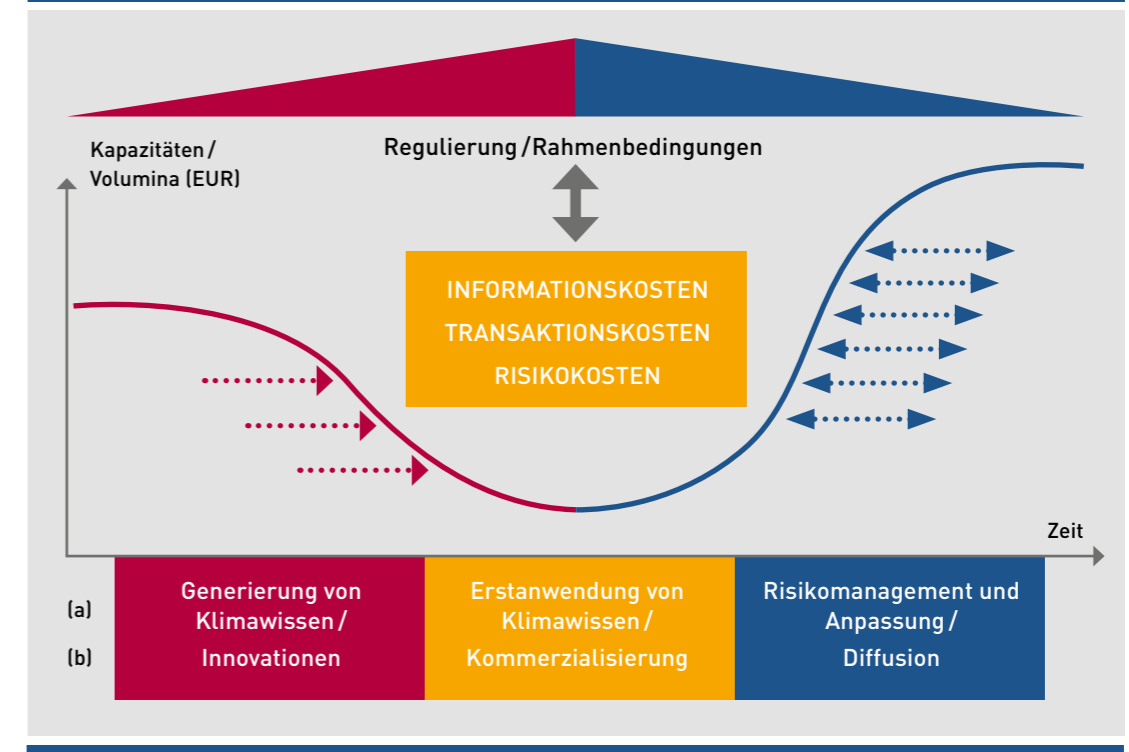 Regulierung / Rahmenbedingungen
Kapazitäten /
Volumina (EUR)
INFORMATIONSKOSTEN
TRANSAKTIONSKOSTEN
RISIKOKOSTEN
Zeit
(a)
Generierung von
Klimawissen /
Erstanwendung von
Klimawissen /
Risikomanagement und
Anpassung /
(b)
Innovationen
Kommerzialisierung
Diffusion